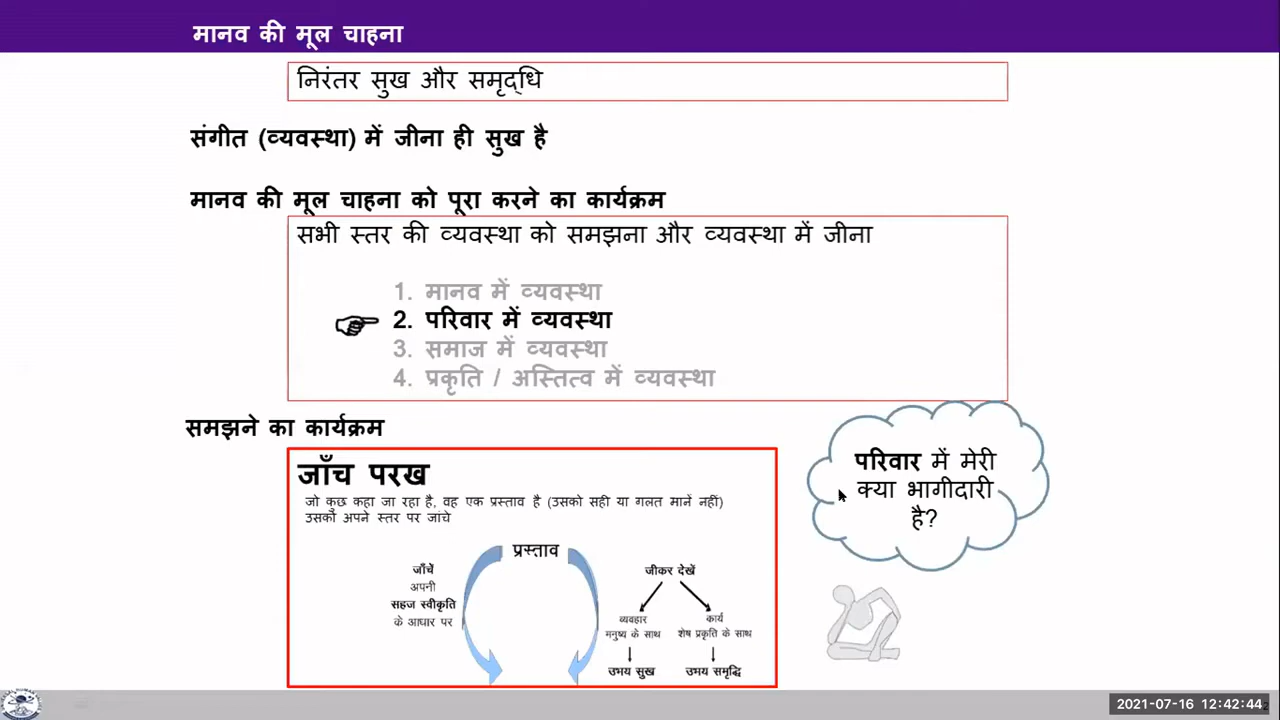 मानव की मूल चाहना
निरंतर सुख और समृद्धि
संगीत (व्यवस्था) में जीना ही सुख है
मानव की मूल चाहना को पूरा करने का कार्यक्रम
सभी स्तर की व्यवस्था को समझना और व्यवस्था में जीना
1. मानव में व्यवस्था
2. परिवार में व्यवस्था
3. समाज में व्यवस्था
4. प्रकृति / अस्तित्व में व्यवस्था
समझने का कार्यक्रम
जाँच परख
जो कुछ कहा जा रहा है, वह एक प्रस्ताव है (उसको सही या गलत मानें नहीं)
उसको अपने स्तर पर जांचे
प्रस्ताव
जाँचें
अपनी
सहज स्वीकृति
के आधार पर
जीकर देखें
व्यवहार
मनुष्य के साथ
उभय सुख
कार्य
शेष प्रकृति के साथ
उभय समृद्धि
परिवार में मेरी
क्या भागीदारी
है?
2021-07-16 12:42:44